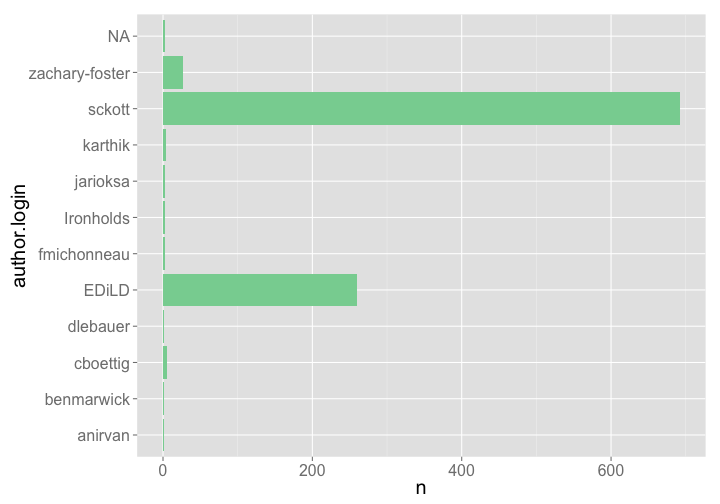 NA
zachary-foster
sckott
karthik
jarioksa
Ironholds
fmichonneau
EDiLD
dlebauer
cboettig
benmarwick
anirvan
author.login
0 200 400 600
n